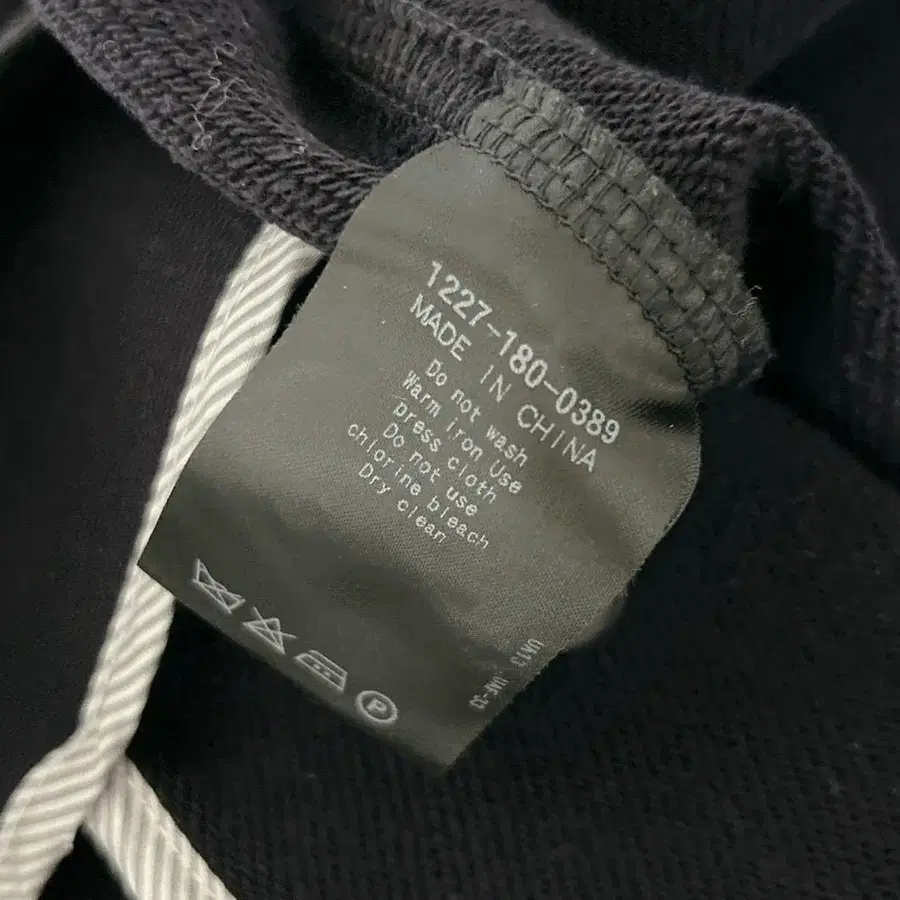 1227-180-0389
MADE IN CHINA
Do not wash
Warm iron Use
press cloth
Do not use
chlorine bleach
Dry clean
P
UA13